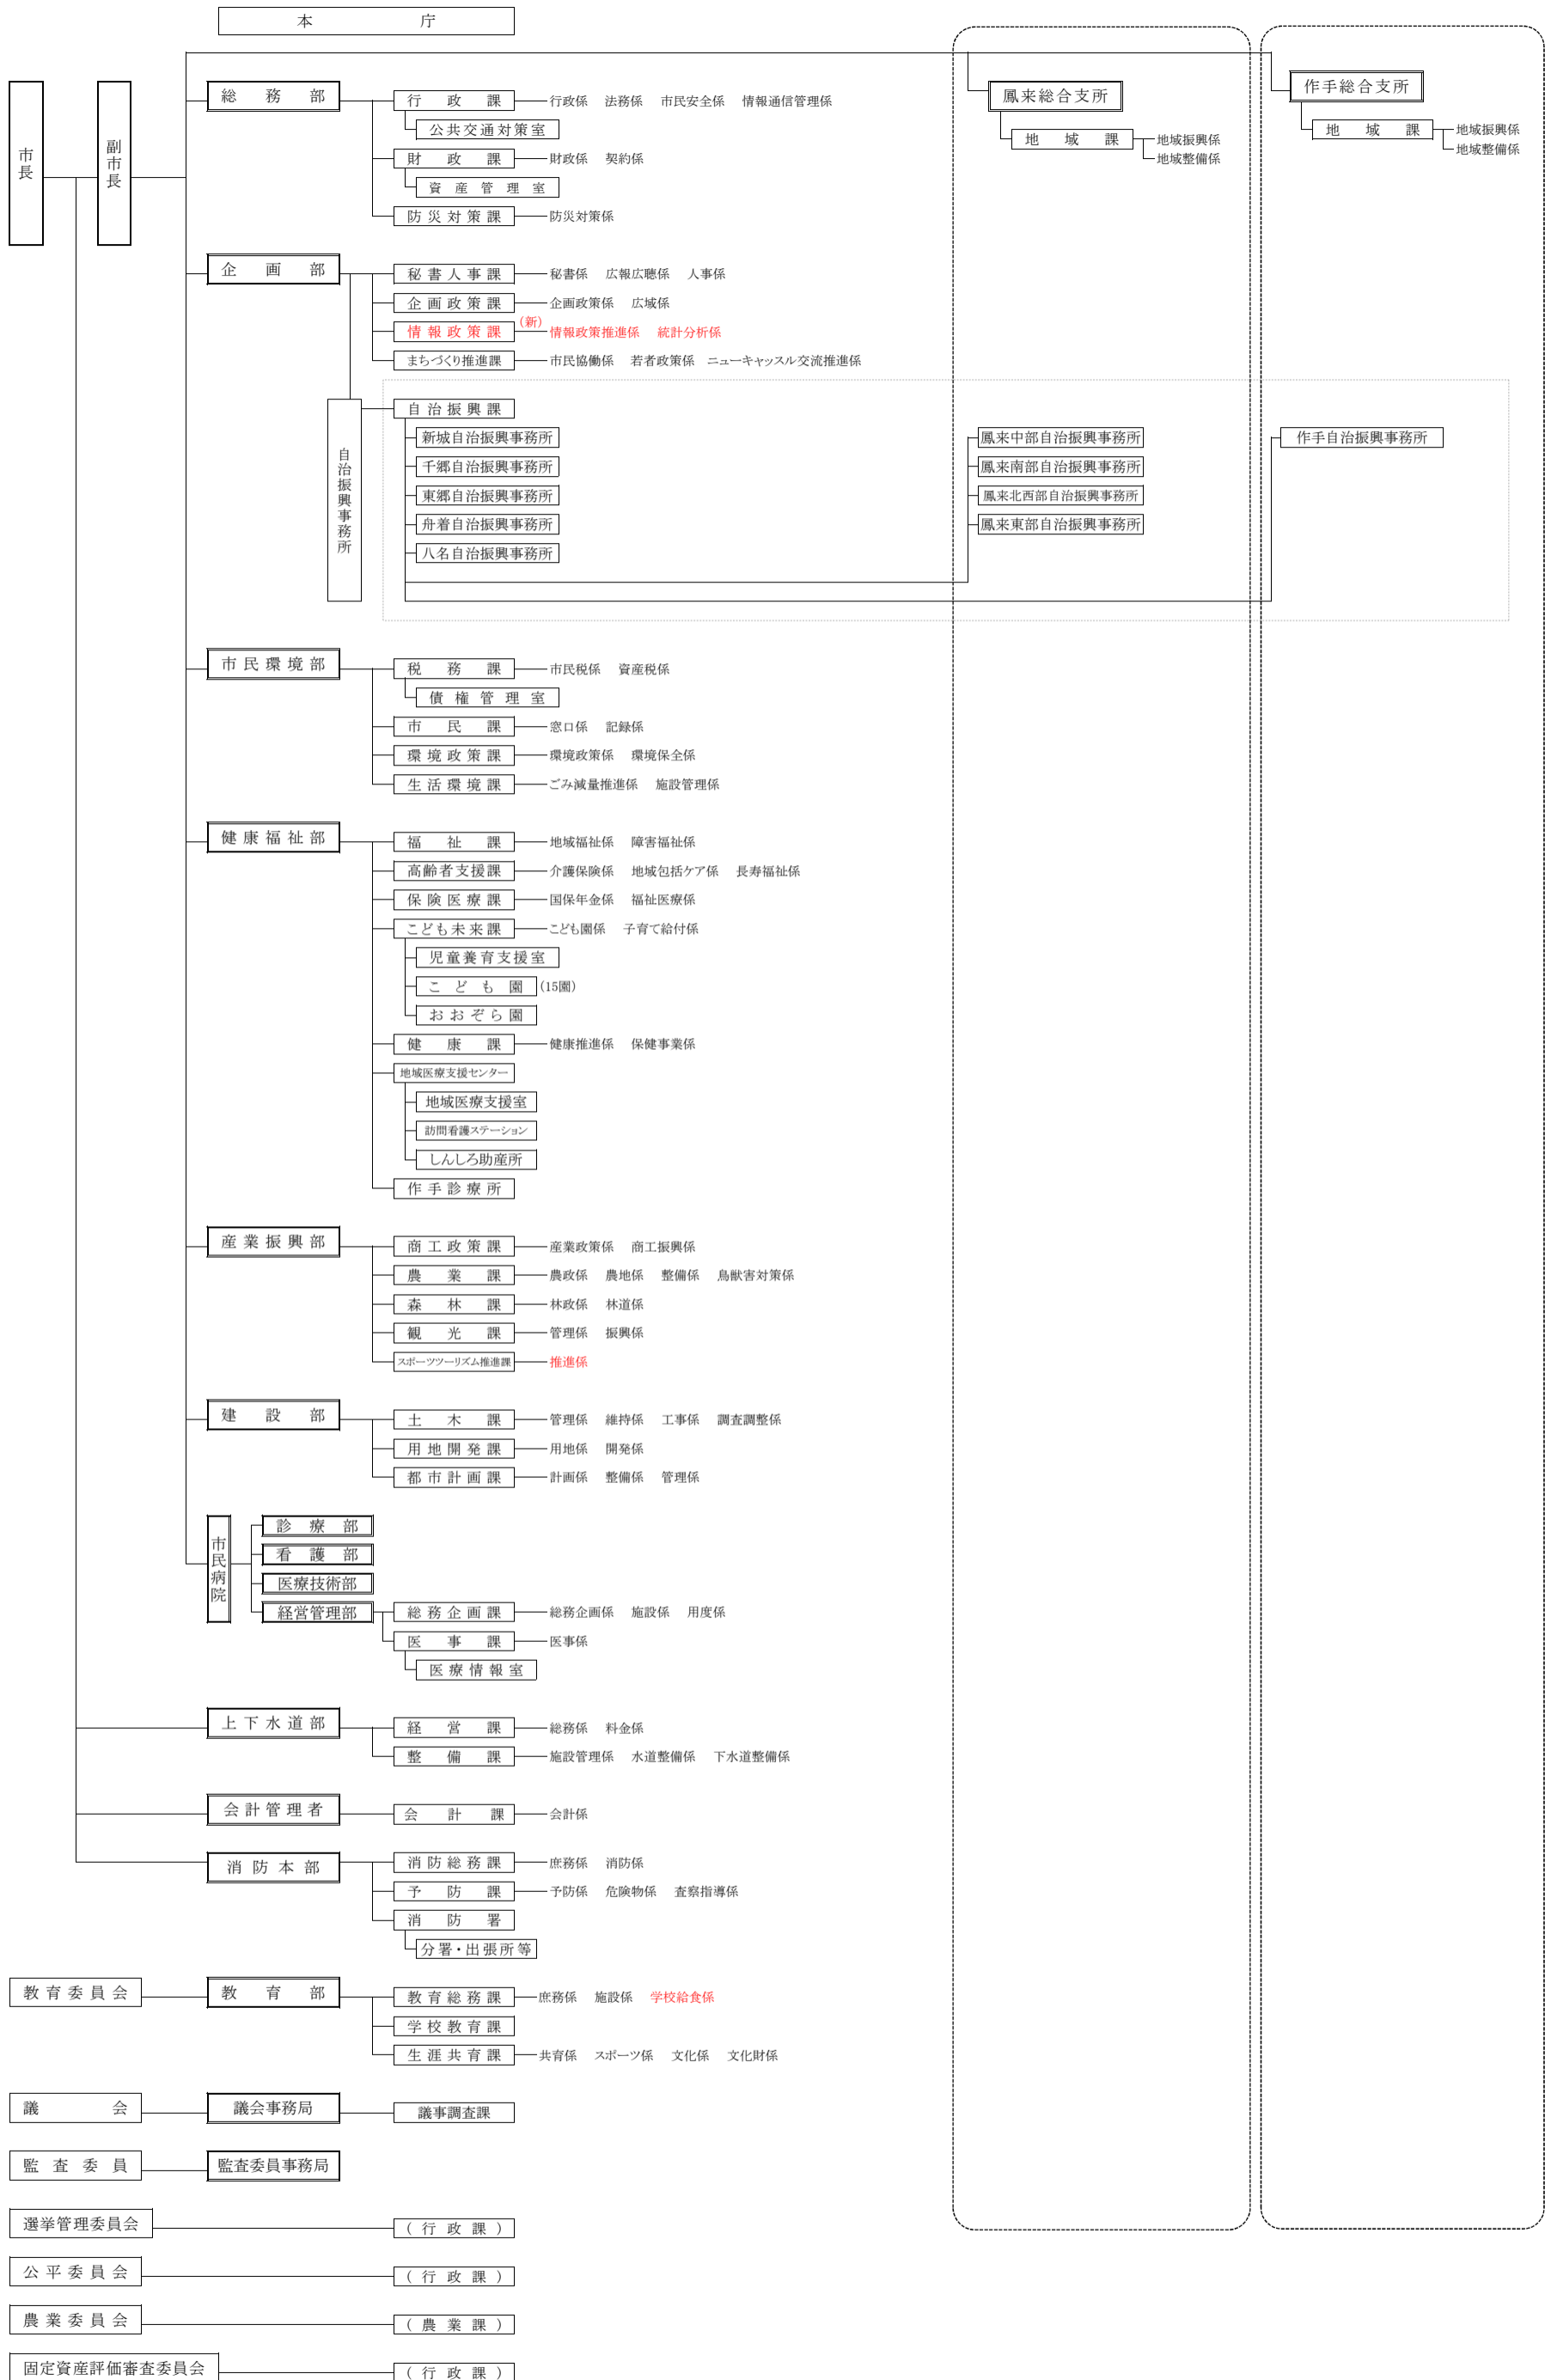 本庁
市長
副市長
総務部
行政課 行政係 法務係 市民安全係 情報通信管理係
公共交通対策室
財政課 財政係 契約係
資産管理室
防災対策課 防災対策係
鳳来総合支所
地域課 地域振興係
地域整備係
作手総合支所
地域課 地域振興係
地域整備係
企画部
秘書人事課 秘書係 広報広聴係 人事係
企画政策課 企画政策係 広域係
情報政策課 (新) 情報政策推進係 統計分析係
まちづくり推進課 市民協働係 若者政策係 ニューキャッスル交流推進係
自治振興事務所
自治振興課
新城自治振興事務所 鳳来中部自治振興事務所 作手自治振興事務所
千郷自治振興事務所 鳳来南部自治振興事務所
東郷自治振興事務所 鳳来北西部自治振興事務所
舟着自治振興事務所 鳳来東部自治振興事務所
八名自治振興事務所
市民環境部
税務課 市民税係 資産税係
債権管理室
市民課 窓口係 記録係
環境政策課 環境政策係 環境保全係
生活環境課 ごみ減量推進係 施設管理係
健康福祉部
福祉課 地域福祉係 障害福祉係
高齢者支援課 介護保険係 地域包括ケア係 長寿福祉係
保険医療課 国保年金係 福祉医療係
こども未来課 こども園係 子育て給付係
児童養育支援室
こども園 (15園)
おおぞら園
健康課 健康推進係 保健事業係
地域医療支援センター
地域医療支援室
訪問看護ステーション
しんしろ助産所
作手診療所
産業振興部
商工政策課 産業政策係 商工振興係
農業課 農政係 農地係 整備係 鳥獣害対策係
森林課 林政係 林道係
観光課 管理係 振興係
スポーツツーリズム推進課 推進係
建設部
土木課 管理係 維持係 工事係 調査調整係
用地開発課 用地係 開発係
都市計画課 計画係 整備係 管理係
市民病院
診療部
看護部
医療技術部
経営管理部 総務企画課 総務企画係 施設係 用度係
医事課 医事係
医療情報室
上下水道部
経営課 総務係 料金係
整備課 施設管理係 水道整備係 下水道整備係
会計管理者 会計課 会計係
消防本部
消防総務課 庶務係 消防係
予防課 予防係 危険物係 査察指導係
消防署
分署・出張所等
教育委員会 教育部 教育総務課 庶務係 施設係 学校給食係
学校教育課
生涯共育課 共育係 スポーツ係 文化係 文化財係
議会 議会事務局 議事調査課
監査委員 監査委員事務局
選挙管理委員会 (行政課)
公平委員会 (行政課)
農業委員会 (農業課)
固定資産評価審査委員会 (行政課)